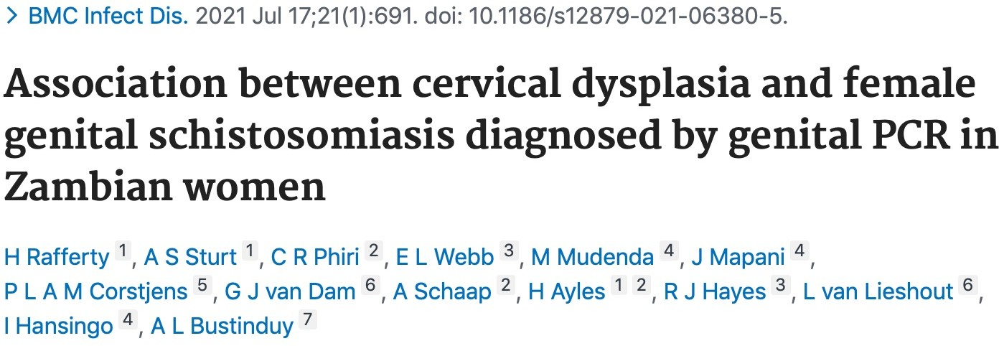 > BMC Infect Dis. 2021 Jul 17;21(1):691. doi: 10.1186/s12879-021-06380-5.
Association between cervical dysplasia and female
genital schistosomiasis diagnosed by genital PCR in
Zambian women
H Rafferty 1, A S Sturt 1, C R Phiri 2, E L Webb 3, M Mudenda 4, J Mapani 4,
P L A M Corstjens 5, G J van Dam 6, A Schaap 2, H Ayles 1 2, R J Hayes 3, L van Lieshout 6,
I Hansingo 4, A L Bustinduy 7